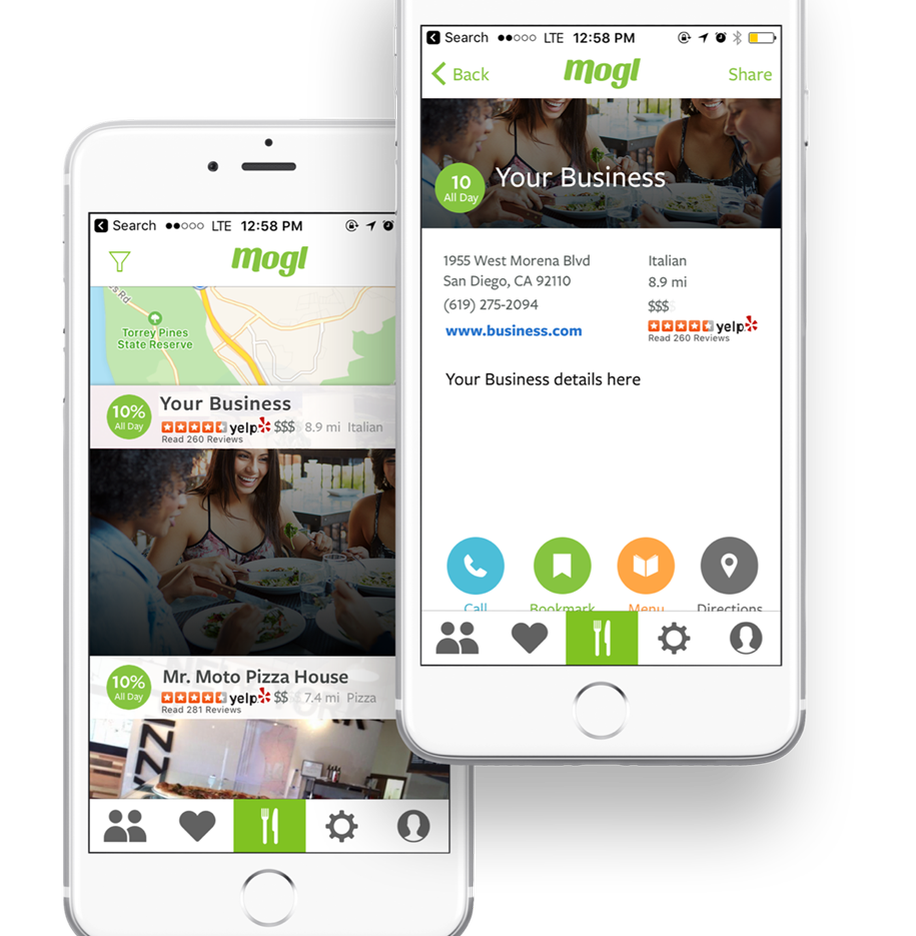 Search LTE 12:58 PM
mogl
s Rd
Torrey Pines
State Reserve
10%
All Day
Your Business
yelp $$$ 8.9 mi Italian
Read 260 Reviews
10%
All Day
Mr. Moto Pizza House
yelp $$ 7.4 mi Pizza
Read 281 Reviews
Search LTE 12:58 PM
Back
mogl
Share
10
All Day
Your Business
1955 West Morena Blvd
San Diego, CA 92110
(619) 275-2094
www.business.com
Italian
8.9 mi
$$$
yelp
Read 260 Reviews
Your Business details here
Call
Bookmark
Menu
Directions